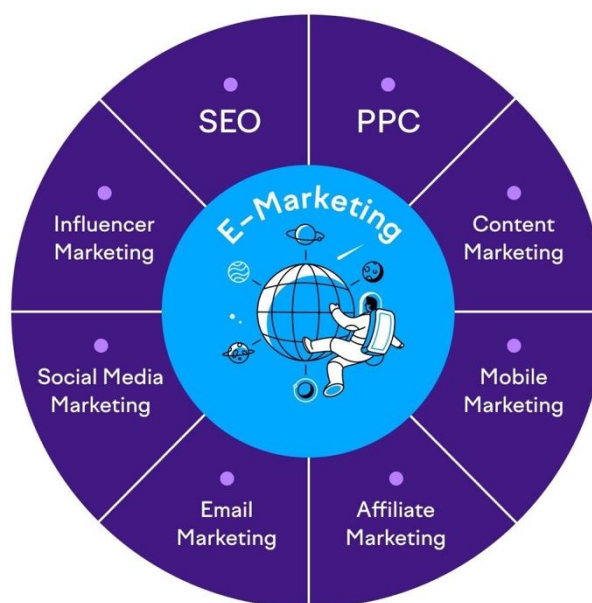 SEO
PPC
E-Marketing
Influencer
Marketing
Content
Marketing
Social Media
Marketing
Mobile
Marketing
Email
Marketing
Affiliate
Marketing